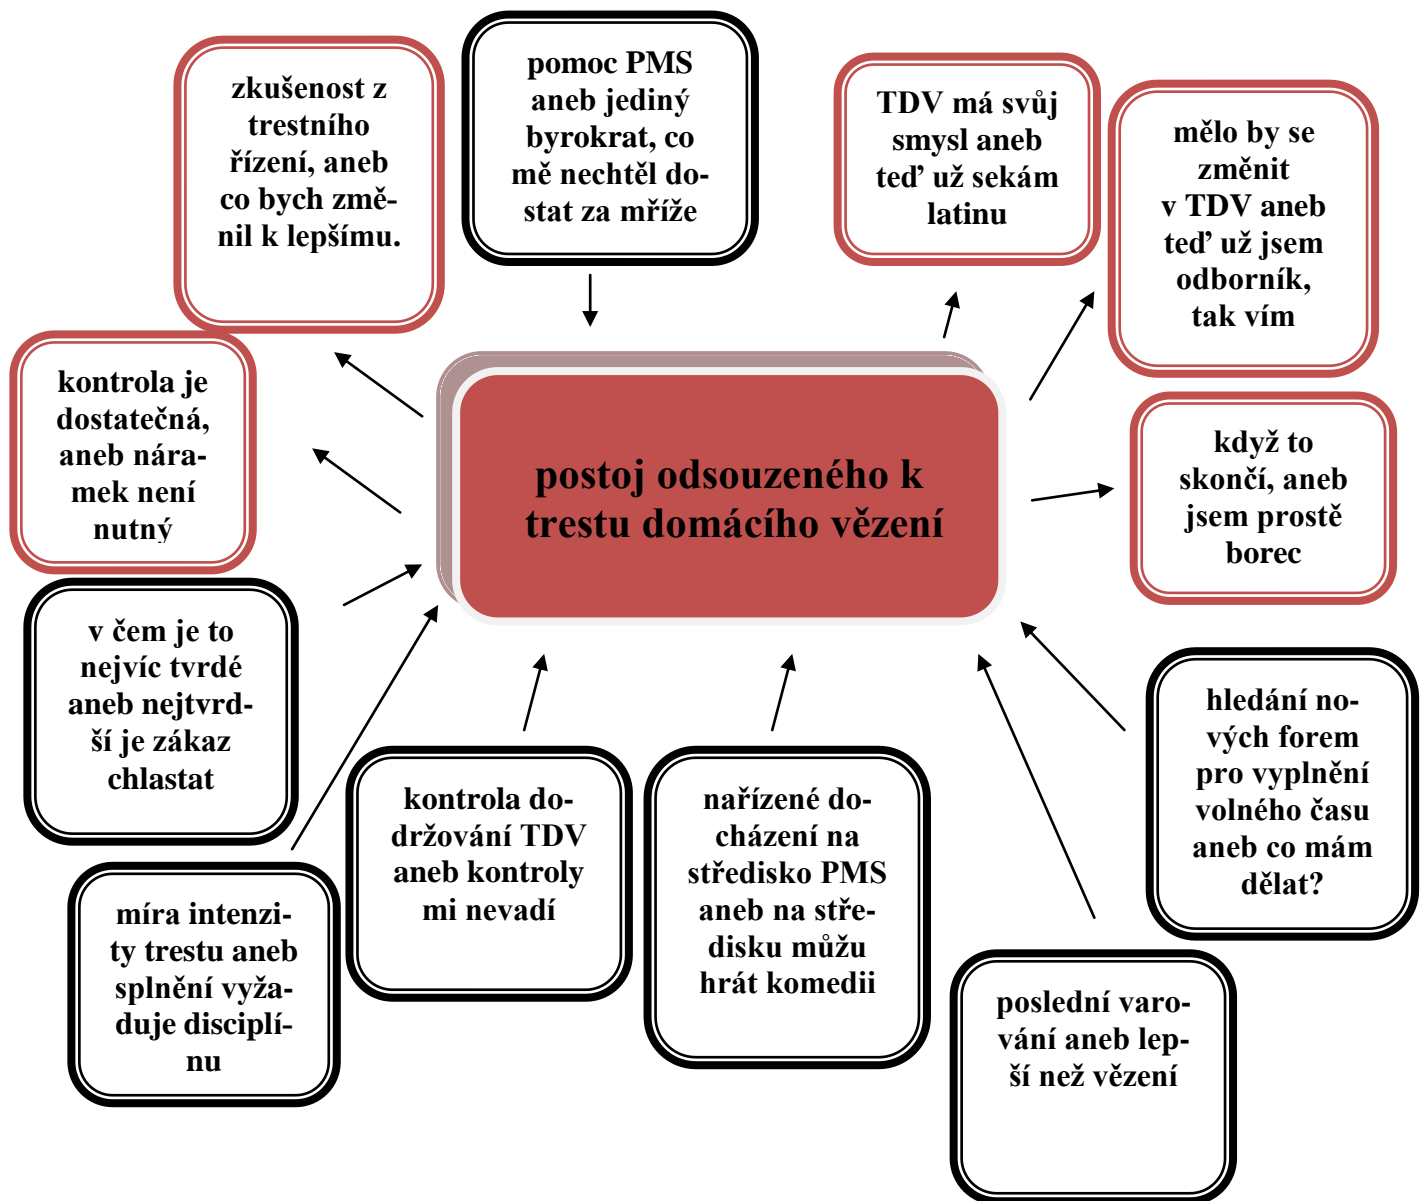 zkušenost z
trestního
řízení, aneb
co bych změ-
nil k lepšímu.
pomoc PMS
aneb jediný
byrokrat, co
mě nechtěl do-
stat za mříže
TDV má svůj
smysl aneb
teď už sekám
latinu
mělo by se
změnit
v TDV aneb
teď už jsem
odborník,
tak vím
kontrola je
dostatečná,
aneb nára-
mek není
nutný
postoj odsouzeného k
trestu domácího vězení
když to
skončí, aneb
jsem prostě
borec
v čem je to
nejvíc tvrdé
aneb nejtvrd-
ší je zákaz
chlastat
hledání no-
vých forem
pro vyplnění
volného času
aneb co mám
dělat?
kontrola do-
držování TDV
aneb kontroly
mi nevadí
nařízené do-
cházení na
středisko PMS
aneb na stře-
disku můžu
hrát komedii
míra intenzi-
ty trestu aneb
splnění vyža-
duje disciplí-
nu
poslední varo-
vání aneb lep-
ší než vězení